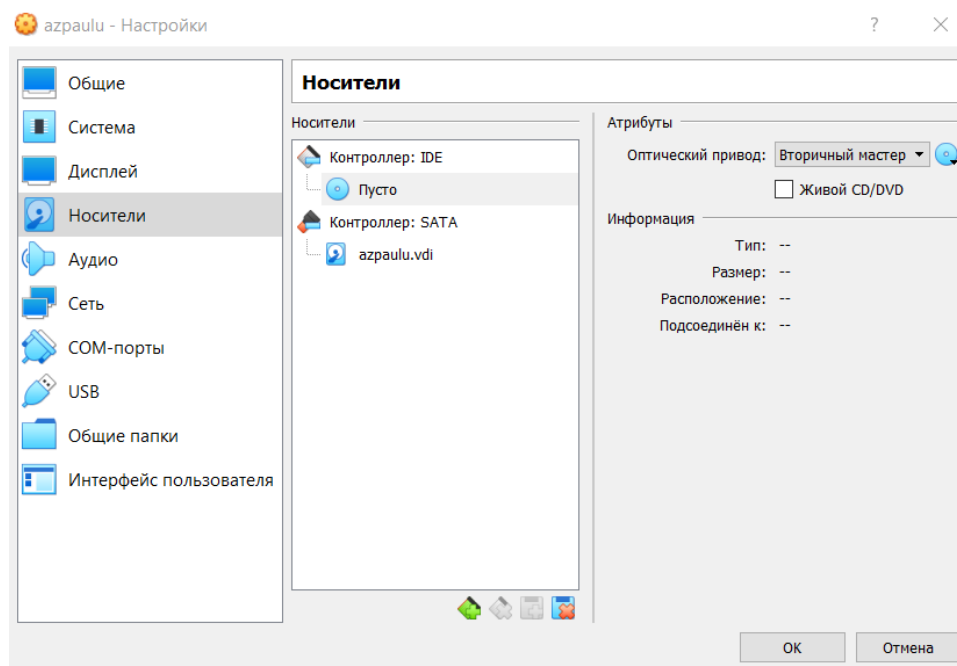 azpaulu - Настройки
?
Общие
Система
Дисплей
Носители
Аудио
Сеть
COM-порты
USB
Общие папки
Интерфейс пользователя
Носители
Носители
Контроллер: IDE
Пусто
Контроллер: SATA
azpaulu.vdi
Атрибуты
Оптический привод: Вторичный мастер
Живой CD/DVD
Информация
Тип: --
Размер: --
Расположение: --
Подсоединён к: --
OK
Отмена